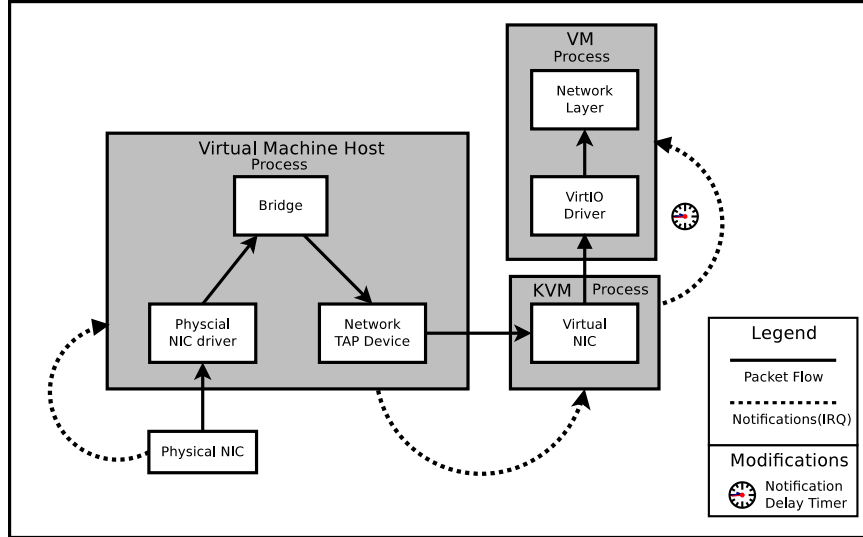 VM
Process
Network
Layer
VirtIO
Driver
Virtual Machine Host
Process
Bridge
Physcial
NIC driver
Network
TAP Device
KVM
Process
Virtual
NIC
Physical NIC
Legend
Packet Flow
Notifications(IRQ)
Modifications
Notification
Delay Timer